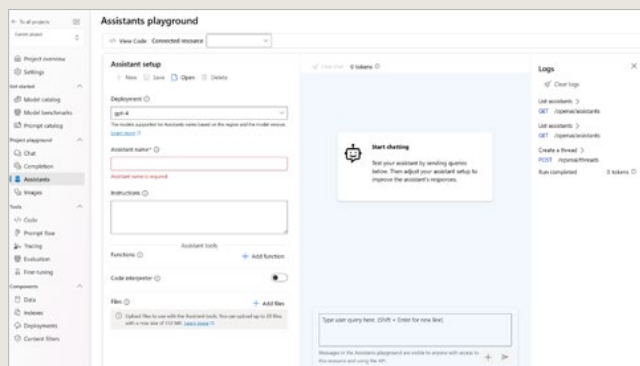 To all projects
Current project
Project overview
Settings
Get started
Model catalog
Model benchmarks
Prompt catalog
Project playground
Chat
Completion
Assistants
Images
Tools
Code
Prompt flow
Tracing
Evaluation
Fine-tuning
Components
Data
Indexes
Deployments
Content filters
Assistants playground
</> View Code Connected resource
Assistant setup
New Save Open Delete
Deployment
gpt-4
The models supported for Assistants varies based on the region and the model version.
Learn more
Assistant name*
Assistant name is required
Instructions
Assistant tools
Functions
+ Add function
Code interpreter
Files
+ Add files
Upload files to use with the Assistant tools. You can upload up to 20 files
with a max size of 512 MB. Learn more
0 tokens
Start chatting
Test your assistant by sending queries
below. Then adjust your assistant setup to
improve the assistant's responses.
Type user query here. (Shift + Enter for new line)
Messages in the Assistants playground are visible to anyone with access to
this resource and using the API.
Logs
Clear logs
List assistants
GET /openai/assistants
List assistants
GET /openai/assistants
Create a thread
POST /openai/threads
Run completed 0 tokens